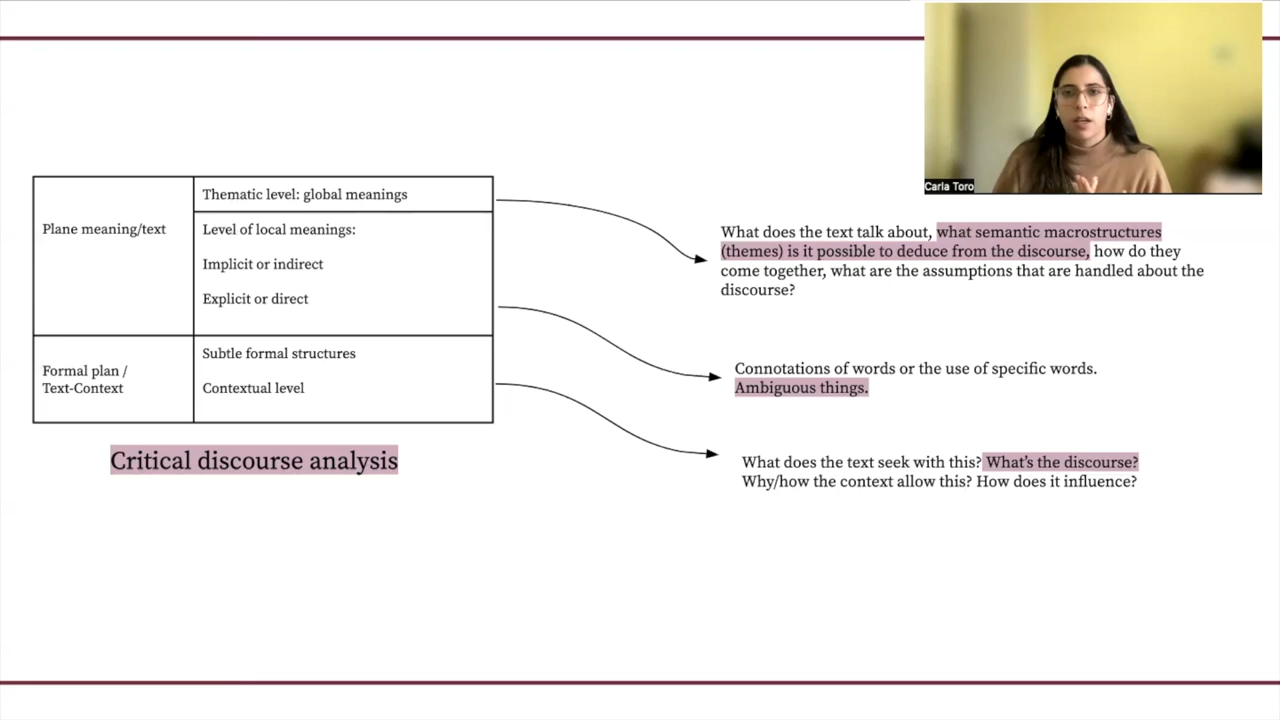 Carla Toro
Plane meaning/text
Thematic level: global meanings
Level of local meanings:
Implicit or indirect
Explicit or direct
Formal plan /
Text-Context
Subtle formal structures
Contextual level
Critical discourse analysis
What does the text talk about, what semantic macrostructures
(themes) is it possible to deduce from the discourse, how do they
come together, what are the assumptions that are handled about the
discourse?
Connotations of words or the use of specific words.
Ambiguous things.
What does the text seek with this? What's the discourse?
Why/how the context allow this? How does it influence?